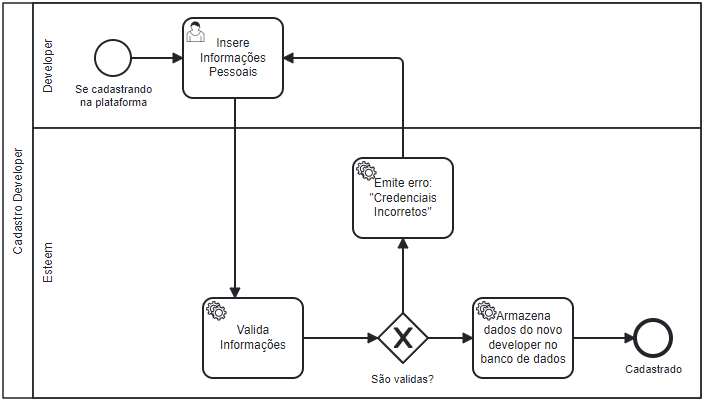 Cadastro Developer
Developer
Se cadastrando
na plataforma
Insere
Informações
Pessoais
Esteem
Emite erro:
"Credenciais
Incorretos"
Valida
Informações
São validas?
Armazena
dados do novo
developer no
banco de dados
Cadastrado